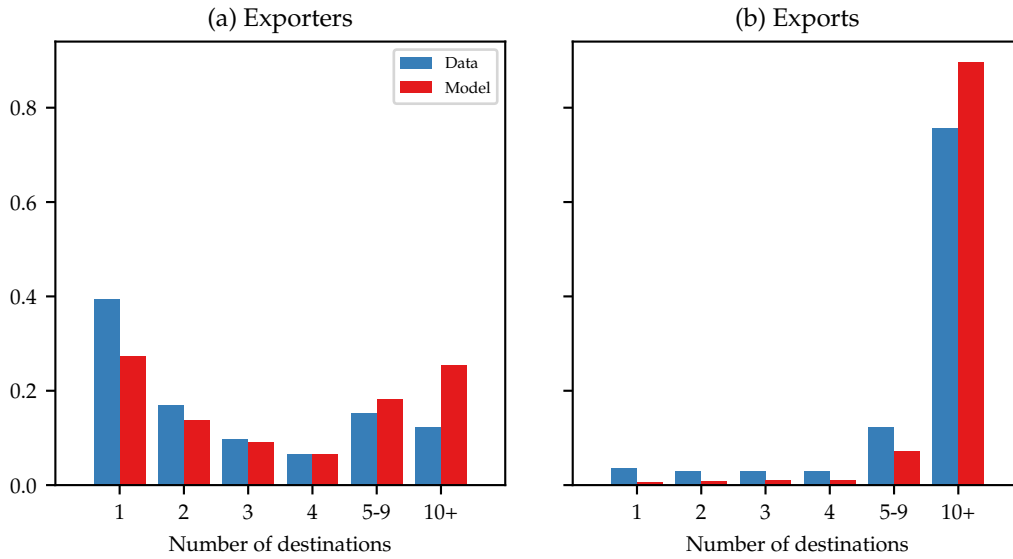 (a) Exporters
(b) Exports
Data
Model
0.8
0.6
0.4
0.2
0.0
1 2 3 4 5-9 10+
1 2 3 4 5-9 10+
Number of destinations
Number of destinations